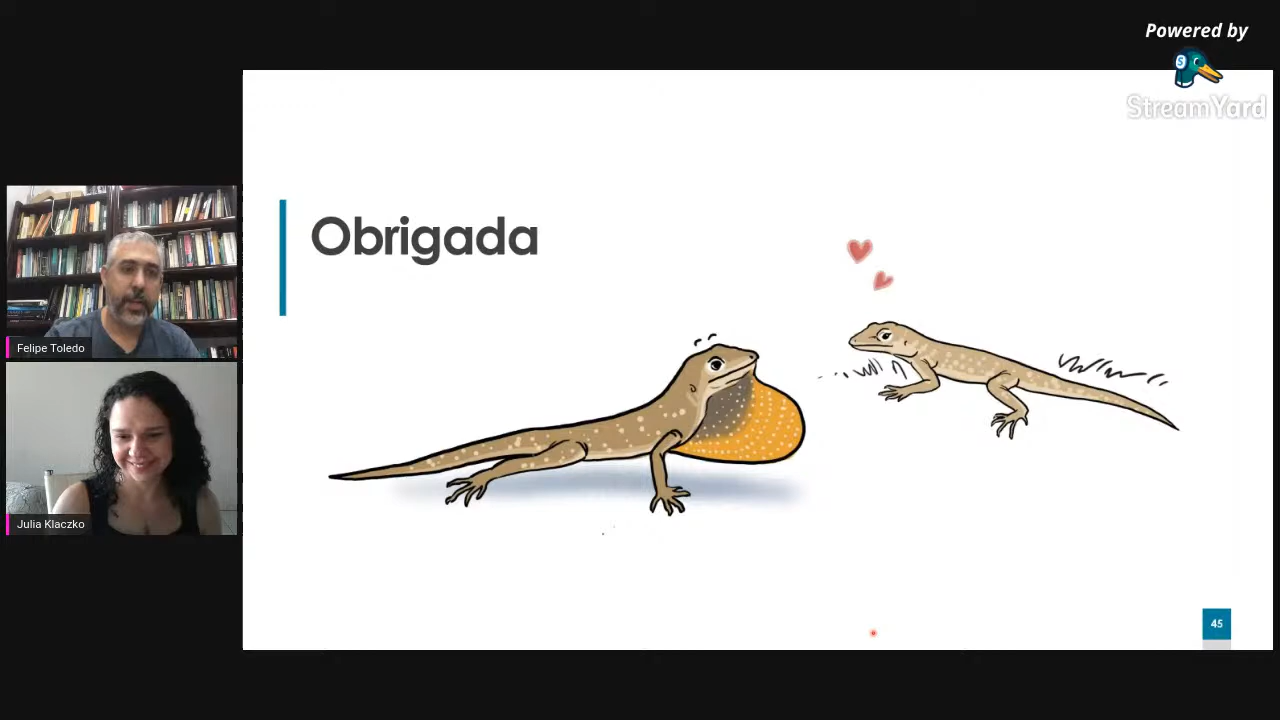 Powered by
StreamYard
Obrigada
Felipe Toledo
Julia Klaczko
45